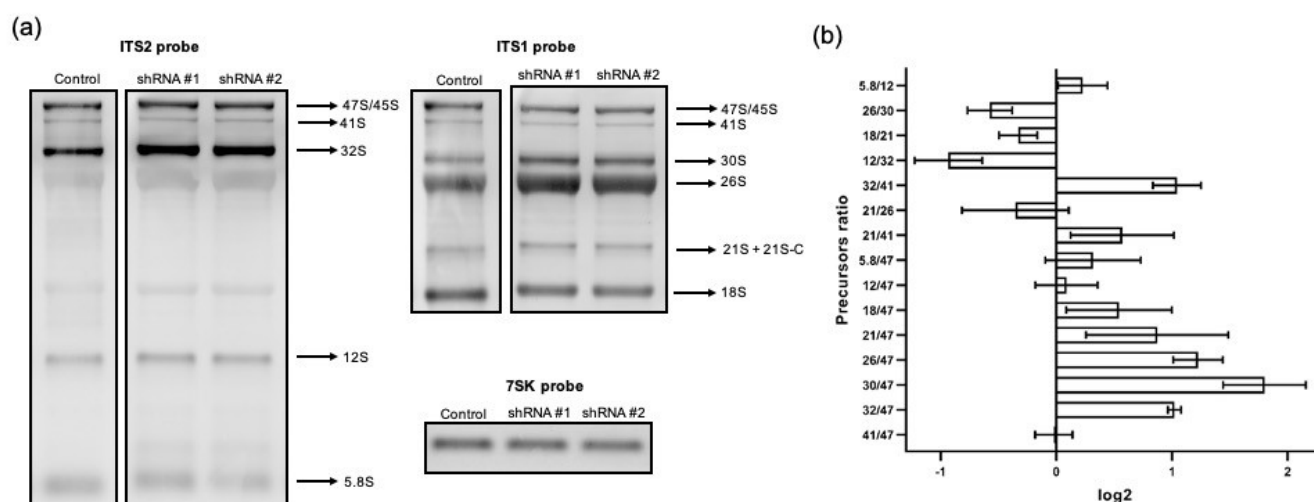 (a)
ITS2 probe
Control
shRNA #1
shRNA #2
47S/45S
41S
32S
12S
5.8S
ITS1 probe
Control
shRNA #1
shRNA #2
47S/45S
41S
30S
26S
21S + 21S-C
18S
7SK probe
Control
shRNA #1
shRNA #2
(b)
Precursors ratio
5.8/12
26/30
18/21
12/32
32/41
21/26
21/41
5.8/47
12/47
18/47
21/47
26/47
30/47
32/47
41/47
-1
0
1
2
log2